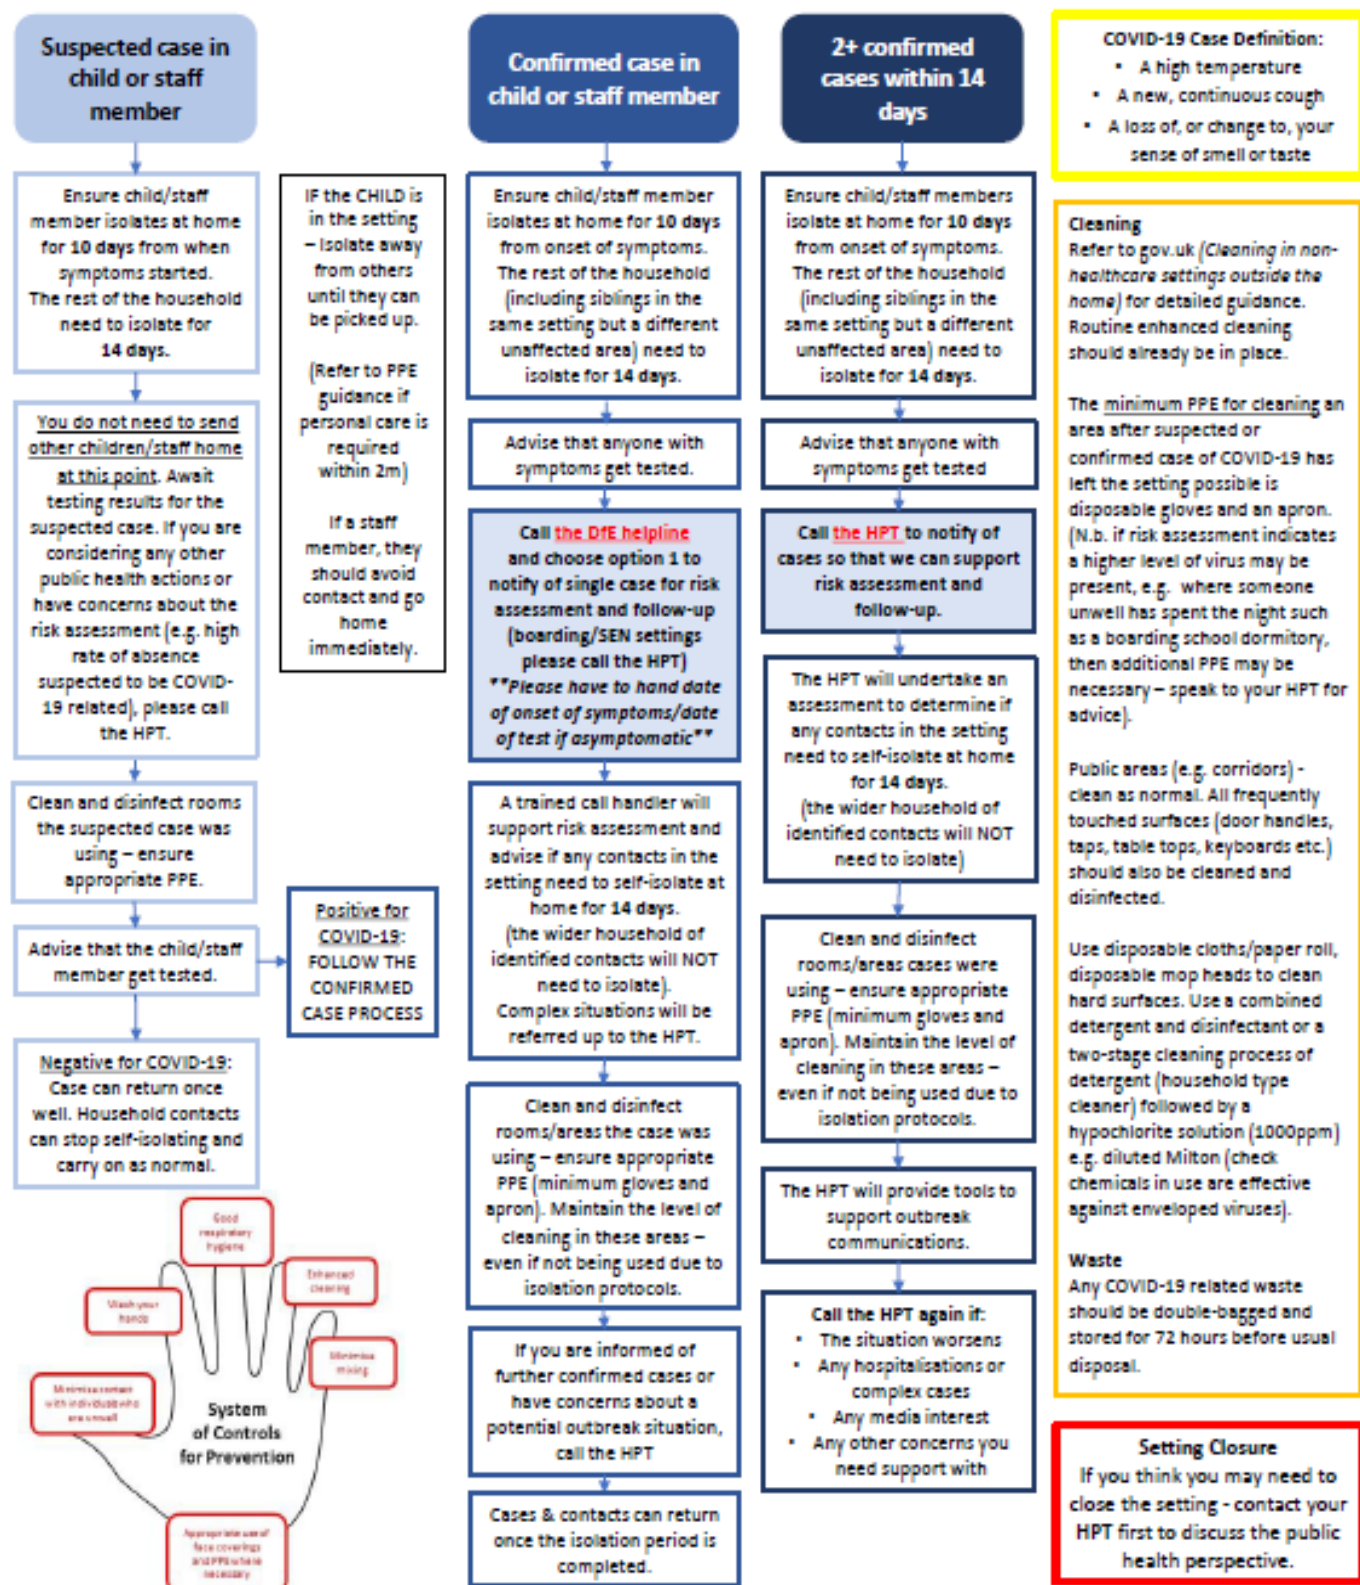 Suspected case in
child or staff
member
Ensure child/staff
member isolates at home
for 10 days from when
symptoms started.
The rest of the household
need to isolate for
14 days.
You do not need to send
other children/staff home
at this point. Await
testing results for the
suspected case. If you are
considering any other
public health actions or
have concerns about the
risk assessment (e.g. high
rate of absence
suspected to be COVID-
19 related), please call
the HPT.
Clean and disinfect rooms
the suspected case was
using – ensure
appropriate PPE.
Advise that the child/staff
member get tested.
Negative for COVID-19:
Case can return once
well. Household contacts
can stop self-isolating and
carry on as normal.
IF the CHILD is
in the setting
– Isolate away
from others
until they can
be picked up.
(Refer to PPE
guidance if
personal care is
required
within 2m)
If a staff
member, they
should avoid
contact and go
home
immediately.
Positive for
COVID-19:
FOLLOW THE
CONFIRMED
CASE PROCESS
Good
respiratory
hygiene
Enhanced
cleaning
Wash your
hands
Minimise
mixing
Minimise contact
with individuals who
are unwell
System
of Controls
for Prevention
Appropriate use of
face coverings
and PPE where
necessary
Confirmed case in
child or staff member
Ensure child/staff member
isolates at home for 10 days
from onset of symptoms.
The rest of the household
(including siblings in the
same setting but a different
unaffected area) need to
isolate for 14 days.
Advise that anyone with
symptoms get tested.
Call the DfE helpline
and choose option 1 to
notify of single case for risk
assessment and follow-up
(boarding/SEN settings
please call the HPT)
**Please have to hand date
of onset of symptoms/date
of test if asymptomatic**
A trained call handler will
support risk assessment and
advise if any contacts in the
setting need to self-isolate at
home for 14 days.
(the wider household of
identified contacts will NOT
need to isolate).
Complex situations will be
referred up to the HPT.
Clean and disinfect
rooms/areas the case was
using – ensure appropriate
PPE (minimum gloves and
apron). Maintain the level of
cleaning in these areas –
even if not being used due to
isolation protocols.
If you are informed of
further confirmed cases or
have concerns about a
potential outbreak situation,
call the HPT
Cases & contacts can return
once the isolation period is
completed.
2+ confirmed
cases within 14
days
Ensure child/staff members
isolate at home for 10 days
from onset of symptoms.
The rest of the household
(including siblings in the
same setting but a different
unaffected area) need to
isolate for 14 days.
Advise that anyone with
symptoms get tested
Call the HPT to notify of
cases so that we can support
risk assessment and
follow-up.
The HPT will undertake an
assessment to determine if
any contacts in the setting
need to self-isolate at home
for 14 days.
(the wider household of
identified contacts will NOT
need to isolate)
Clean and disinfect
rooms/areas cases were
using – ensure appropriate
PPE (minimum gloves and
apron). Maintain the level of
cleaning in these areas –
even if not being used due to
isolation protocols.
The HPT will provide tools to
support outbreak
communications.
Call the HPT again if:
▪ The situation worsens
▪ Any hospitalisations or
complex cases
▪ Any media interest
▪ Any other concerns you
need support with
COVID-19 Case Definition:
▪ A high temperature
▪ A new, continuous cough
▪ A loss of, or change to, your
sense of smell or taste
Cleaning
Refer to gov.uk (Cleaning in non-
healthcare settings outside the
home) for detailed guidance.
Routine enhanced cleaning
should already be in place.
The minimum PPE for cleaning an
area after suspected or
confirmed case of COVID-19 has
left the setting possible is
disposable gloves and an apron.
(N.b. if risk assessment indicates
a higher level of virus may be
present, e.g. where someone
unwell has spent the night such
as a boarding school dormitory,
then additional PPE may be
necessary – speak to your HPT for
advice).
Public areas (e.g. corridors) -
clean as normal. All frequently
touched surfaces (door handles,
taps, table tops, keyboards etc.)
should also be cleaned and
disinfected.
Use disposable cloths/paper roll,
disposable mop heads to clean
hard surfaces. Use a combined
detergent and disinfectant or a
two-stage cleaning process of
detergent (household type
cleaner) followed by a
hypochlorite solution (1000ppm)
e.g. diluted Milton (check
chemicals in use are effective
against enveloped viruses).
Waste
Any COVID-19 related waste
should be double-bagged and
stored for 72 hours before usual
disposal.
Setting Closure
If you think you may need to
close the setting - contact your
HPT first to discuss the public
health perspective.